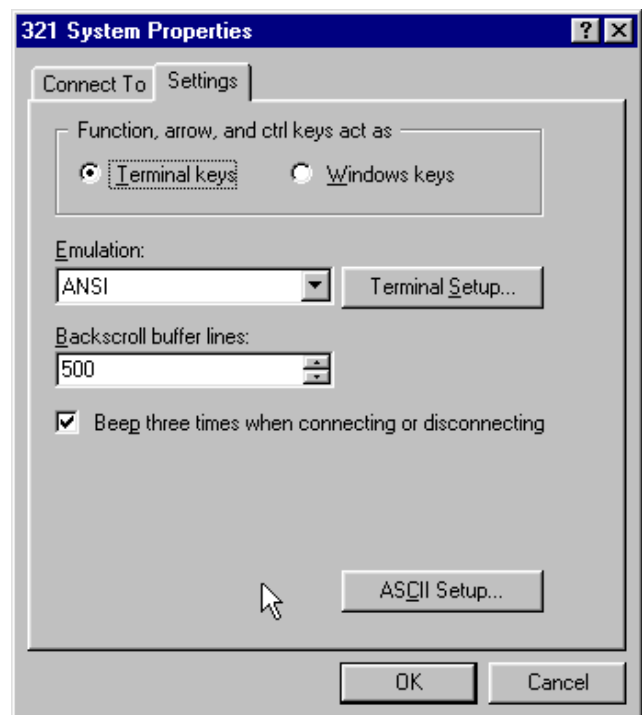 321 System Properties
Connect To Settings
Function, arrow, and ctrl keys act as
Terminal keys Windows keys
Emulation:
ANSI Terminal Setup...
Backscroll buffer lines:
500
Beep three times when connecting or disconnecting
ASCII Setup...
OK Cancel